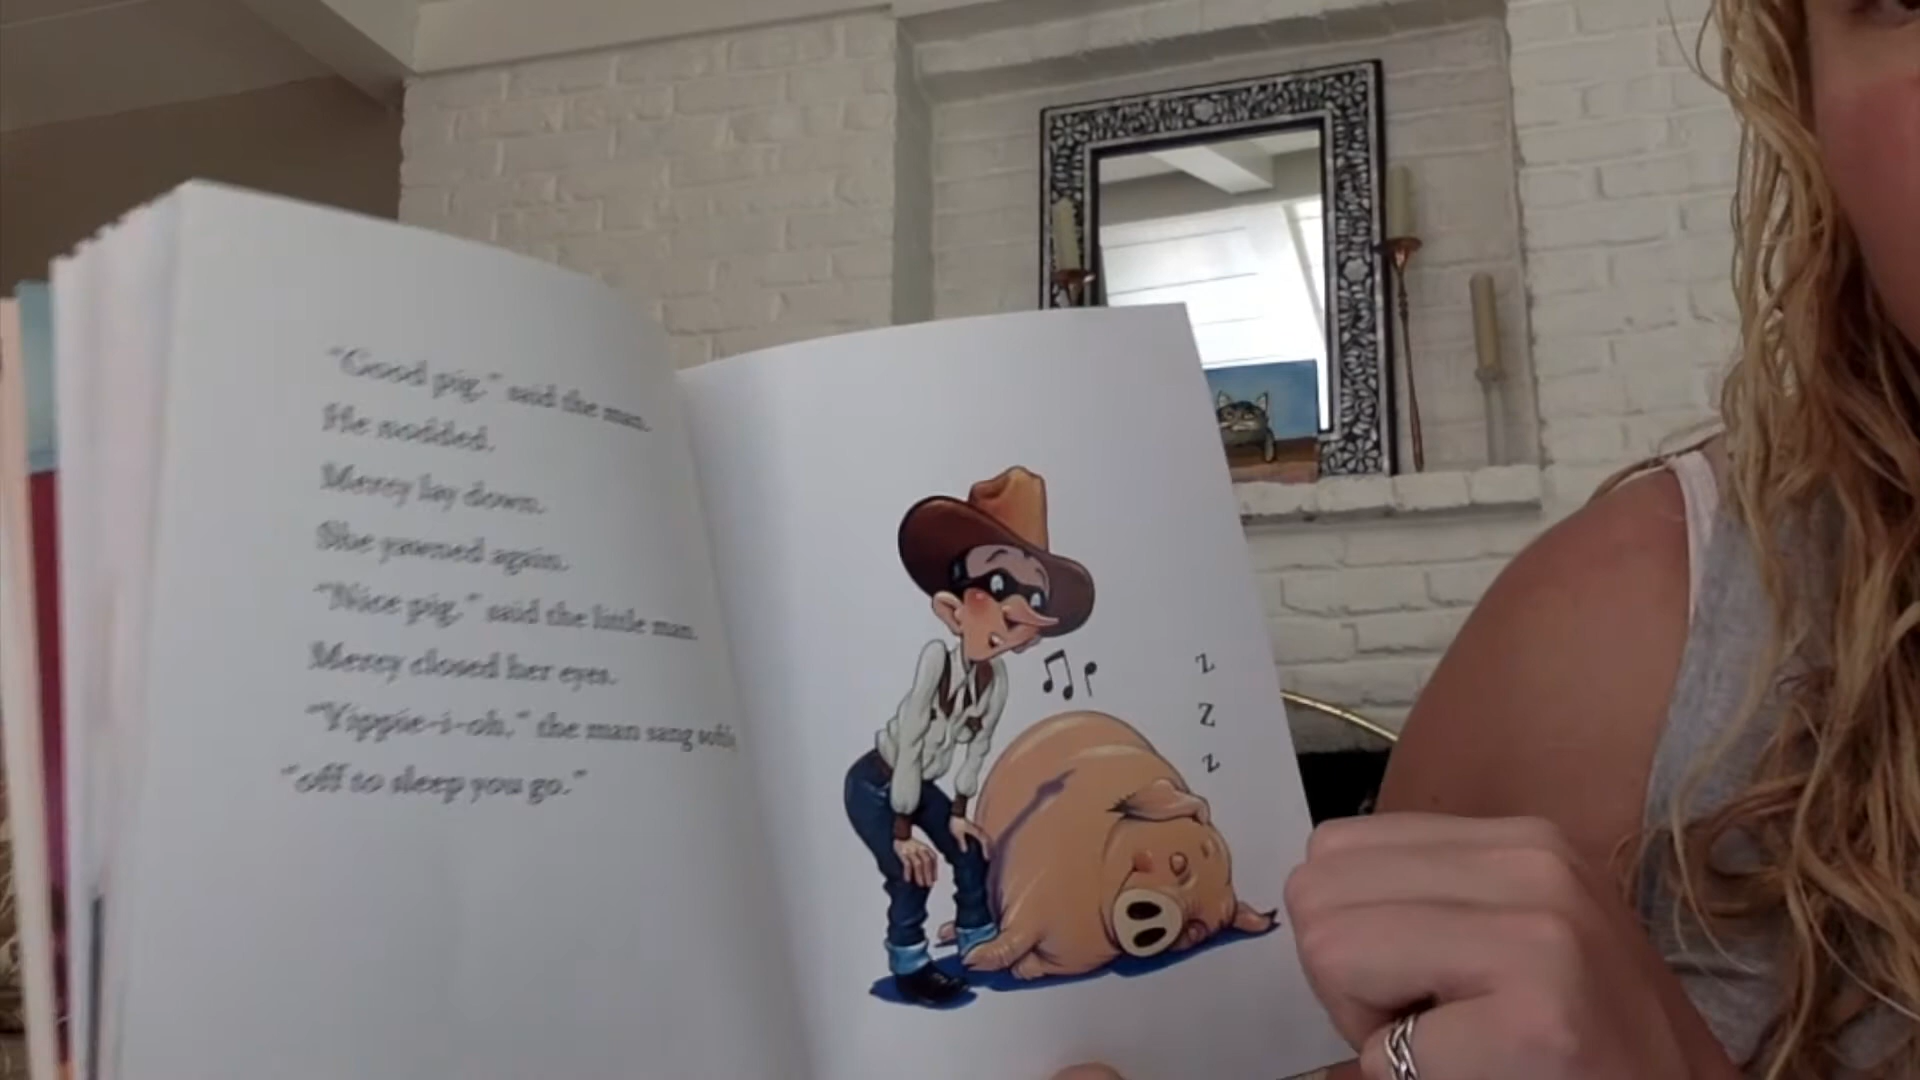 "Good pig," said the man.
He nodded.
Mercy lay down.
She yawned again.
"Nice pig," said the little man.
Mercy closed her eyes.
"Yippie-i-oh," the man sang softly,
"off to sleep you go."
z
z
z